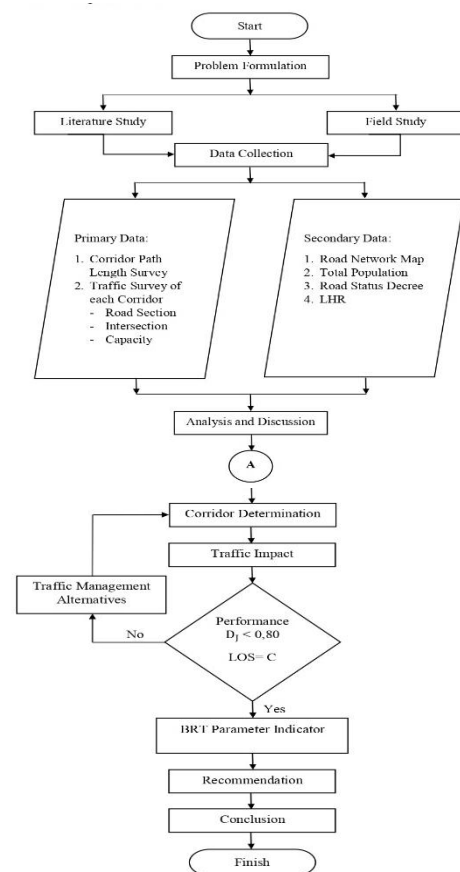 Start
Problem Formulation
Literature Study
Field Study
Data Collection
Primary Data:
1. Corridor Path
Length Survey
2. Traffic Survey of
each Corridor
- Road Section
- Intersection
- Capacity
Secondary Data:
1. Road Network Map
2. Total Population
3. Road Status Decree
4. LHR
Analysis and Discussion
A
Corridor Determination
Traffic Impact
Traffic Management
Alternatives
No
Performance
DJ < 0,80
LOS= C
Yes
BRT Parameter Indicator
Recommendation
Conclusion
Finish